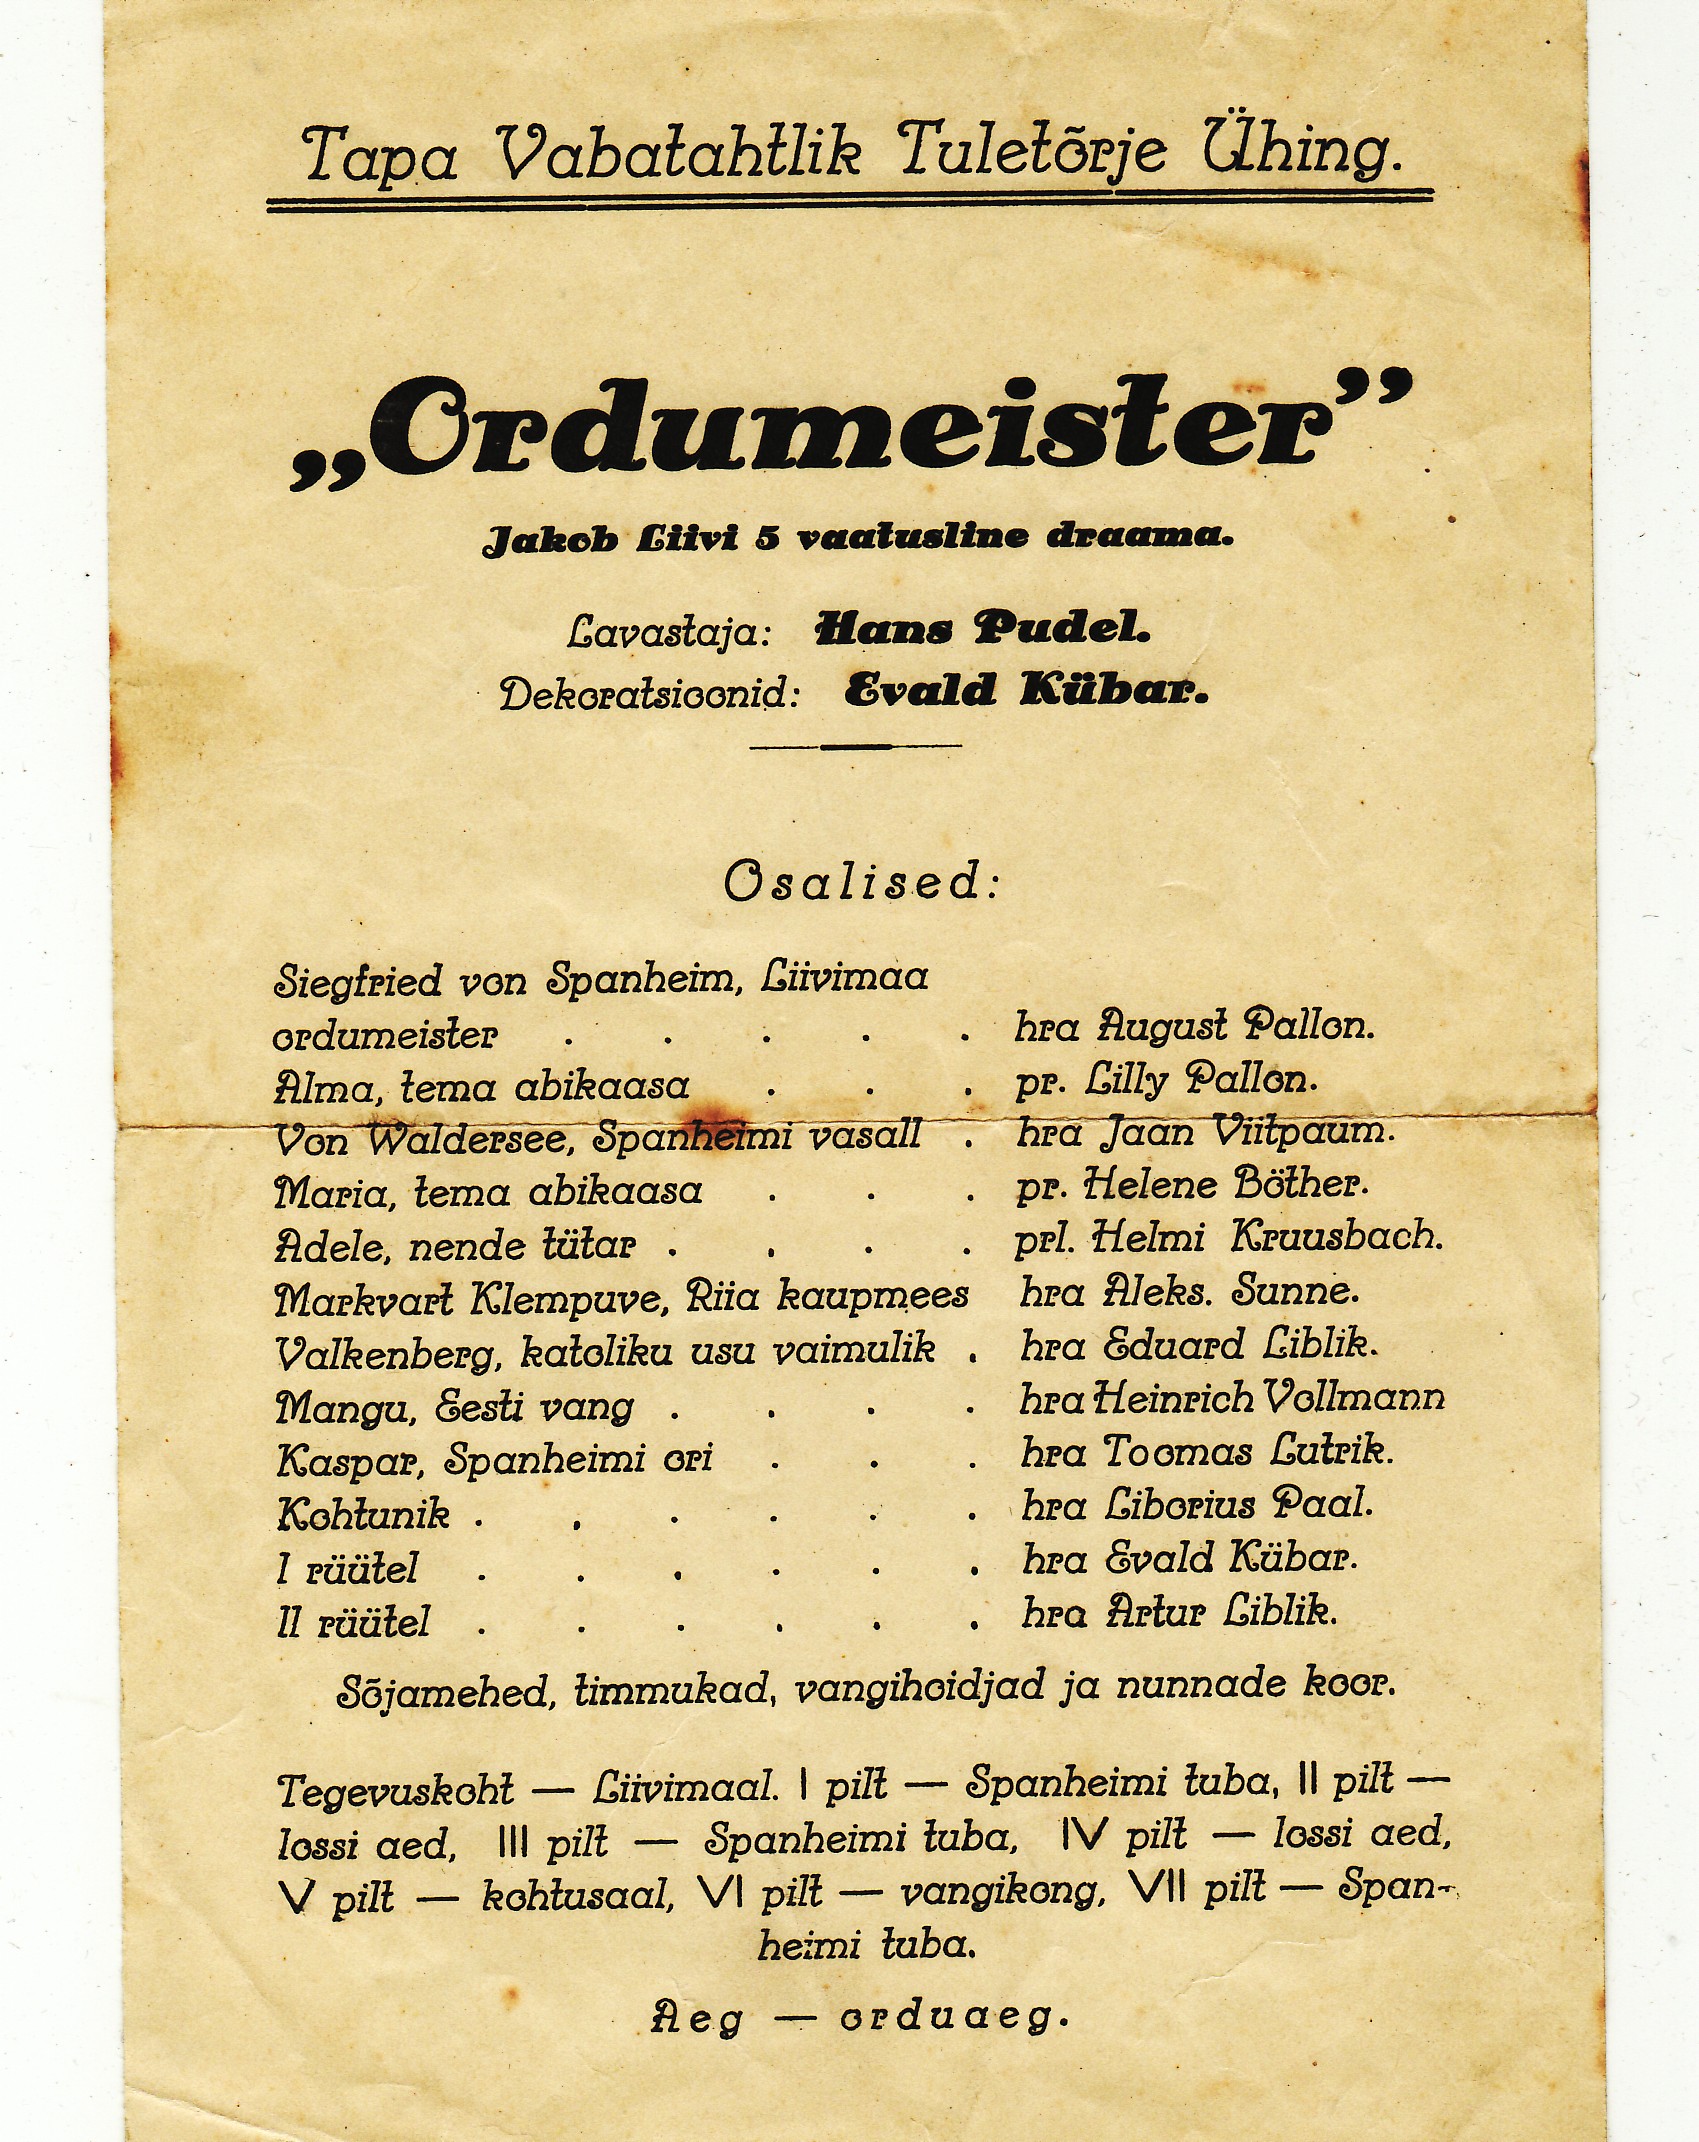 Tapa Vabatahtlik Tuletõrje Ühing.
„Ordumeister”
Jakob Liivi 5 vaatusline draama.
Lavastaja: Hans Pudel.
Dekoratsioonid: Evald Kübar.
Osalised:
Siegfried von Spanheim, Liivimaa
ordumeister . . . . . hra August Pallon.
Alma, tema abikaasa . . . pr. Lilly Pallon.
Von Waldersee, Spanheimi vasall . hra Jaan Viitpaum.
Maria, tema abikaasa . . . pr. Helene Böther.
Adele, nende tütar . . . . prl. Helmi Kruusbach.
Markvart Klempuve, Riia kaupmees hra Aleks. Sunne.
Valkenberg, katoliku usu vaimulik . hra Eduard Liblik.
Mangu, Eesti vang . . . . hra Heinrich Vollmann
Kaspar, Spanheimi ori . . . hra Toomas Lutrik.
Kohtunik . . . . . . hra Liborius Paal.
I rüütel . . . . . . hra Evald Kübar.
II rüütel . . . . . . hra Artur Liblik.
Sõjamehed, timmukad, vangihoidjad ja nunnade koor.
Tegevuskoht — Liivimaal. I pilt — Spanheimi tuba, II pilt —
lossi aed, III pilt — Spanheimi tuba, IV pilt — lossi aed,
V pilt — kohtusaal, VI pilt — vangikong, VII pilt — Span-
heimi tuba.
Aeg — orduaeg.